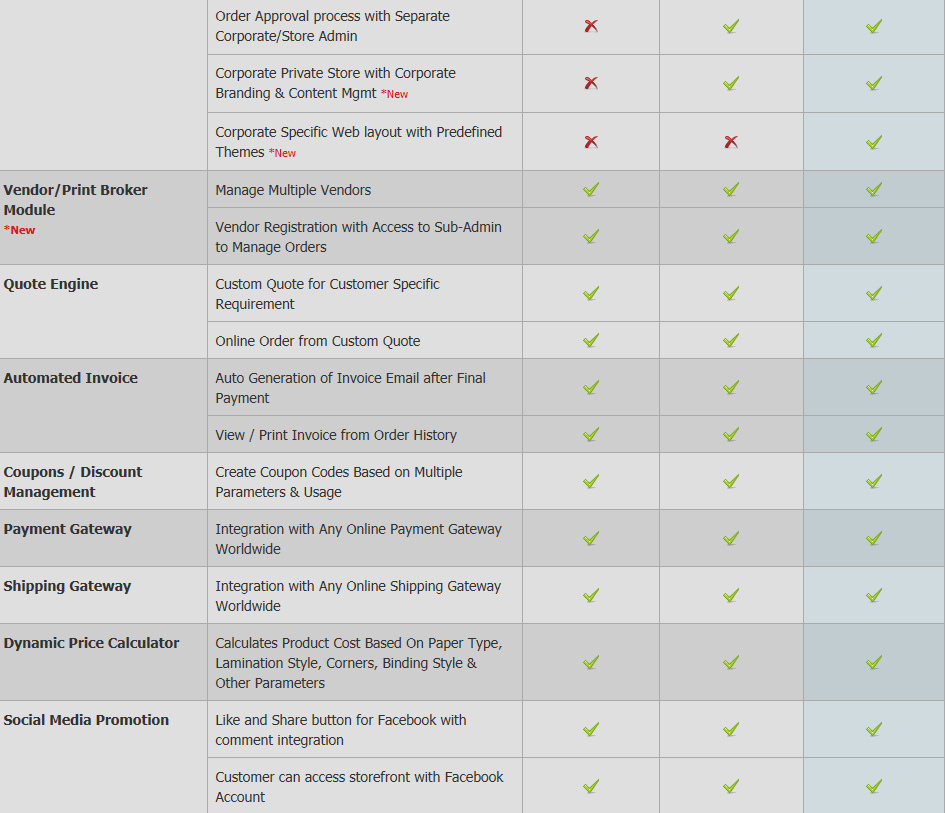 Order Approval process with Separate
Corporate/Store Admin
Corporate Private Store with Corporate
Branding & Content Mgmt *New
Corporate Specific Web layout with Predefined
Themes *New
Vendor/Print Broker
Module
*New
Manage Multiple Vendors
Vendor Registration with Access to Sub-Admin
to Manage Orders
Quote Engine
Custom Quote for Customer Specific
Requirement
Online Order from Custom Quote
Automated Invoice
Auto Generation of Invoice Email after Final
Payment
View / Print Invoice from Order History
Coupons / Discount
Management
Create Coupon Codes Based on Multiple
Parameters & Usage
Payment Gateway
Integration with Any Online Payment Gateway
Worldwide
Shipping Gateway
Integration with Any Online Shipping Gateway
Worldwide
Dynamic Price Calculator
Calculates Product Cost Based On Paper Type,
Lamination Style, Corners, Binding Style &
Other Parameters
Social Media Promotion
Like and Share button for Facebook with
comment integration
Customer can access storefront with Facebook
Account